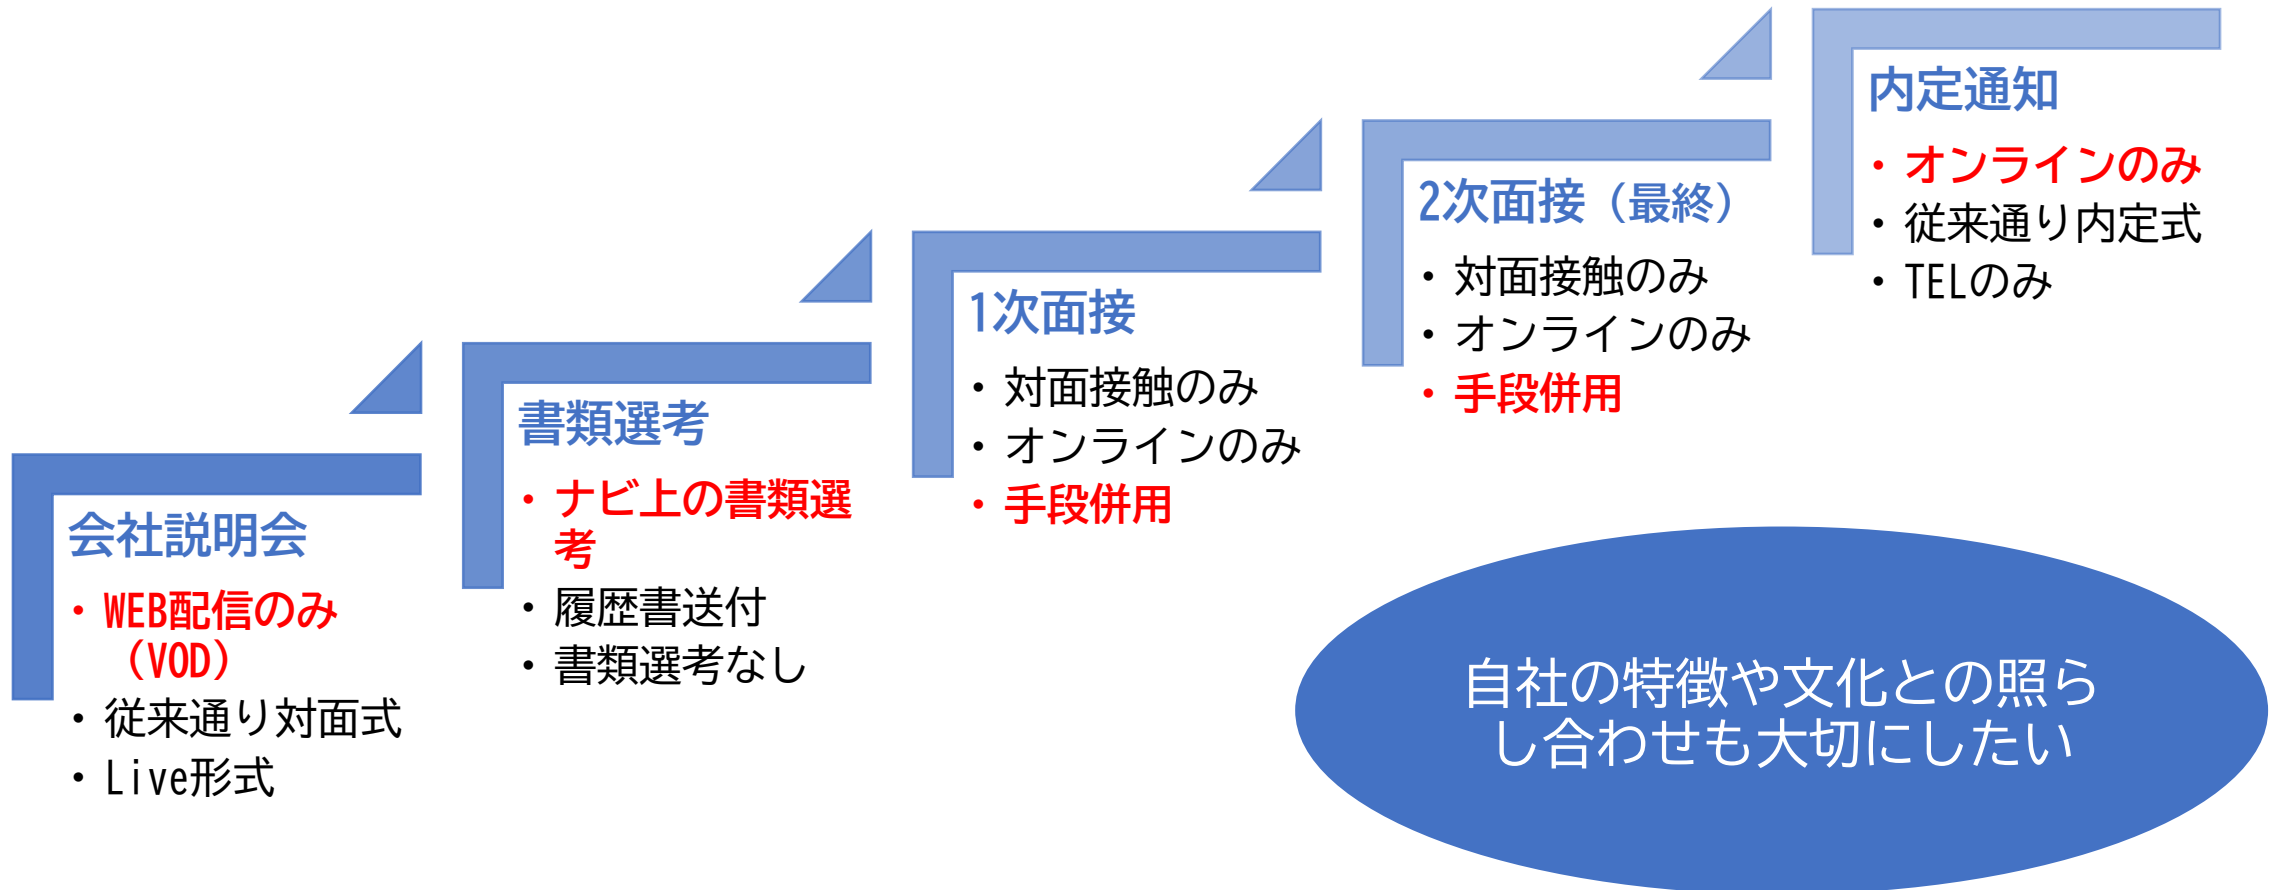 会社説明会
・WEB配信のみ
（VOD）
・従来通り対面式
・Live形式
書類選考
・ナビ上の書類選
考
・履歴書送付
・書類選考なし
1次面接
・対面接触のみ
・オンラインのみ
・手段併用
2次面接（最終）
・対面接触のみ
・オンラインのみ
・手段併用
内定通知
・オンラインのみ
・従来通り内定式
・TELのみ
自社の特徴や文化との照ら
し合わせも大切にしたい